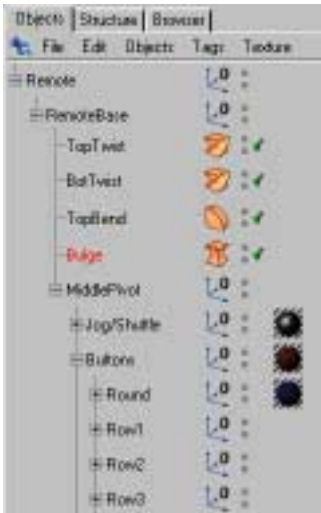 Objects Structure Browser
File Edit Objects Tags Texture
Remote
RemoteBase
TopTwist
BotTwist
TopBend
Bulge
MiddlePivot
Jog/Shuttle
Buttons
Round
Row1
Row2
Row3